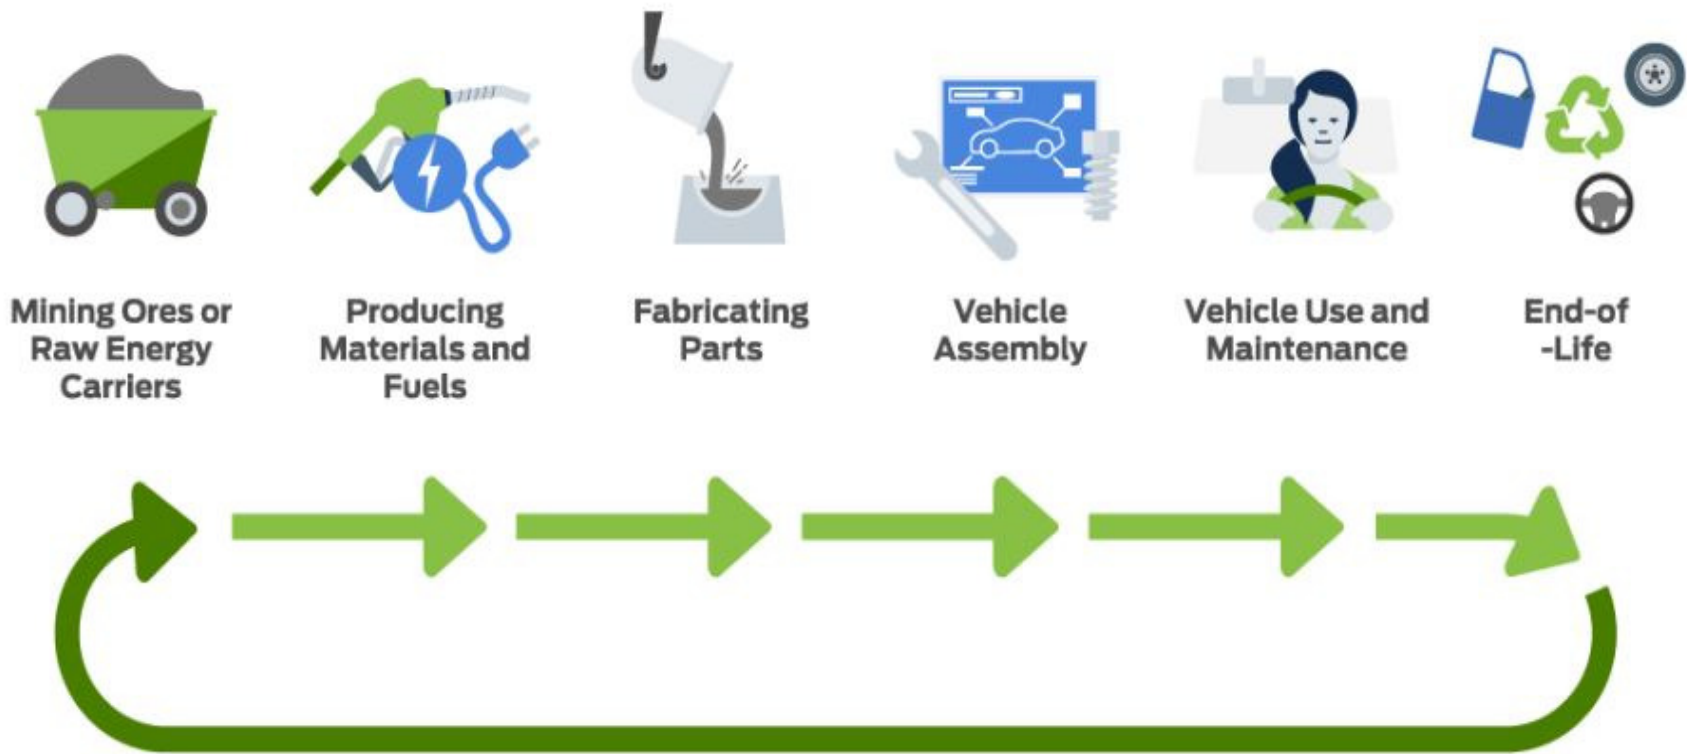 Mining Ores or
Raw Energy
Carriers
Producing
Materials and
Fuels
Fabricating
Parts
Vehicle
Assembly
Vehicle Use and
Maintenance
End-of
-Life